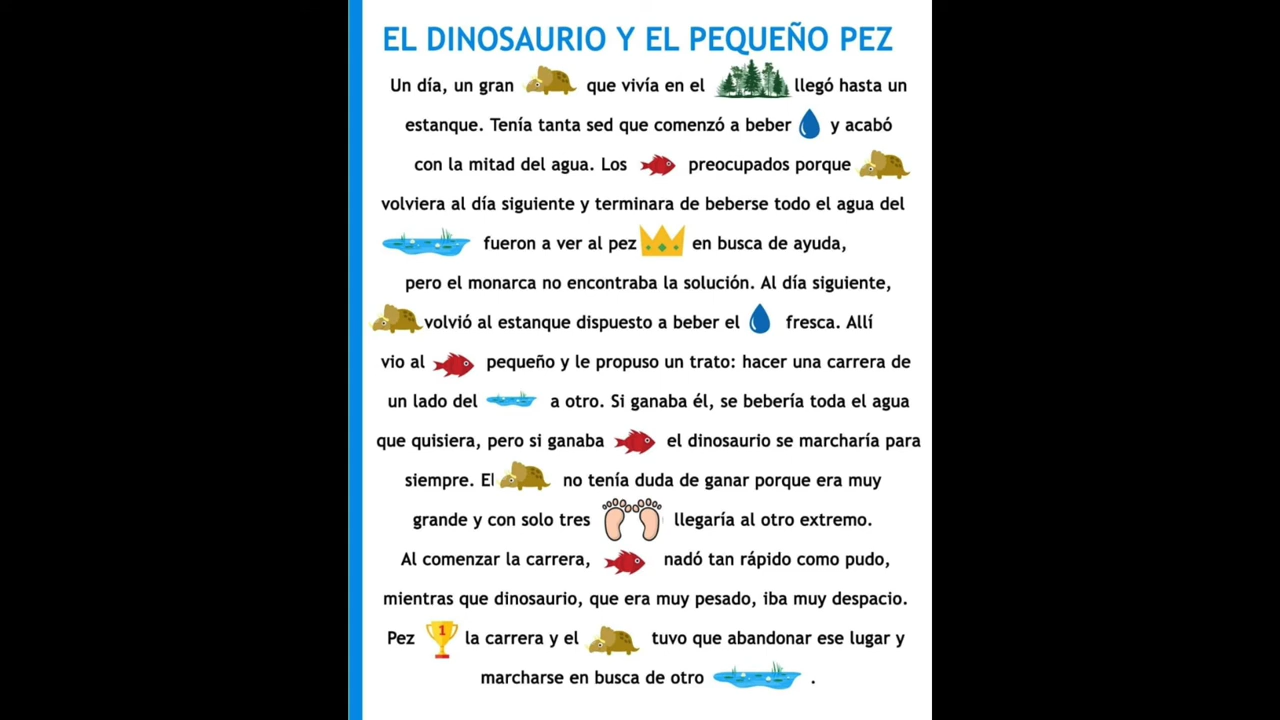 EL DINOSAURIO Y EL PEQUEÑO PEZ
Un día, un gran que vivía en el llegó hasta un
estanque. Tenía tanta sed que comenzó a beber y acabó
con la mitad del agua. Los preocupados porque
volviera al día siguiente y terminara de beberse todo el agua del
fueron a ver al pez en busca de ayuda,
pero el monarca no encontraba la solución. Al día siguiente,
volvió al estanque dispuesto a beber el fresca. Allí
vio al pequeño y le propuso un trato: hacer una carrera de
un lado del a otro. Si ganaba él, se bebería toda el agua
que quisiera, pero si ganaba el dinosaurio se marcharía para
siempre. El no tenía duda de ganar porque era muy
grande y con solo tres llegaría al otro extremo.
Al comenzar la carrera, nadó tan rápido como pudo,
mientras que dinosaurio, que era muy pesado, iba muy despacio.
Pez 1 la carrera y el tuvo que abandonar ese lugar y
marcharse en busca de otro .